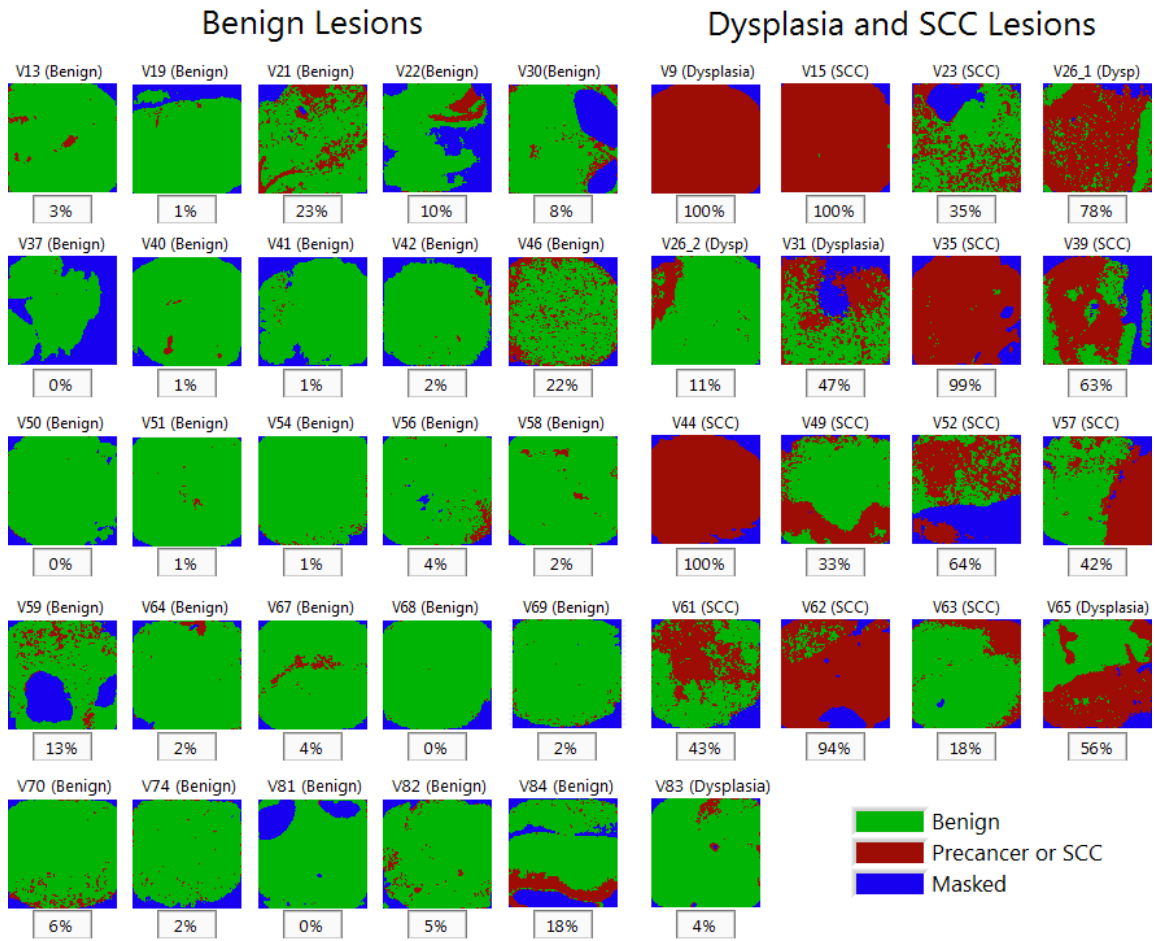 Benign Lesions
Dysplasia and SCC Lesions
V13 (Benign) V19 (Benign) V21 (Benign) V22(Benign) V30(Benign) V9 (Dysplasia) V15 (SCC) V23 (SCC) V26_1 (Dysp)
3% 1% 23% 10% 8% 100% 100% 35% 78%
V37 (Benign) V40 (Benign) V41 (Benign) V42 (Benign) V46 (Benign) V26_2 (Dysp) V31 (Dysplasia) V35 (SCC) V39 (SCC)
0% 1% 1% 2% 22% 11% 47% 99% 63%
V50 (Benign) V51 (Benign) V54 (Benign) V56 (Benign) V58 (Benign) V44 (SCC) V49 (SCC) V52 (SCC) V57 (SCC)
0% 1% 1% 4% 2% 100% 33% 64% 42%
V59 (Benign) V64 (Benign) V67 (Benign) V68 (Benign) V69 (Benign) V61 (SCC) V62 (SCC) V63 (SCC) V65 (Dysplasia)
13% 2% 4% 0% 2% 43% 94% 18% 56%
V70 (Benign) V74 (Benign) V81 (Benign) V82 (Benign) V84 (Benign) V83 (Dysplasia)
6% 2% 0% 5% 18% 4%
Benign
Precancer or SCC
Masked